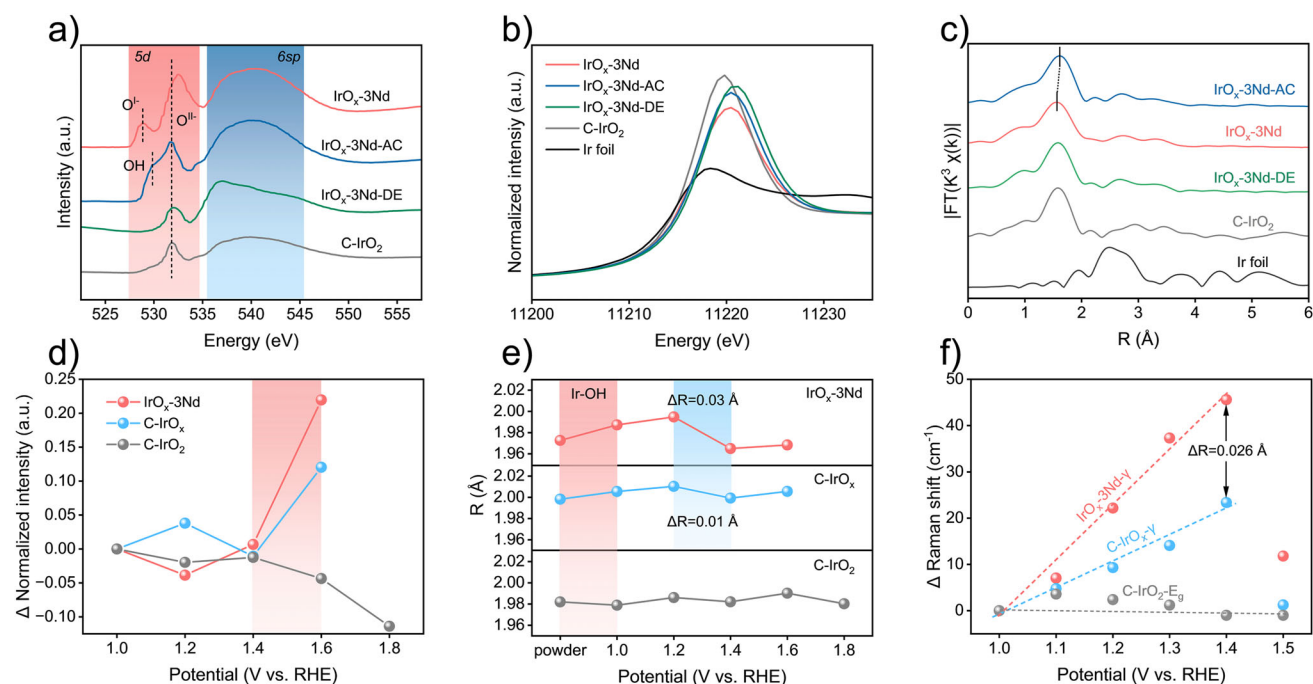 a)
5d
6sp
O^I-
O^II-
OH
IrOₓ-3Nd
IrOₓ-3Nd-AC
IrOₓ-3Nd-DE
C-IrO₂
Intensity (a.u.)
525 530 535 540 545 550 555
Energy (eV)
b)
IrOₓ-3Nd
IrOₓ-3Nd-AC
IrOₓ-3Nd-DE
C-IrO₂
Ir foil
Normalized intensiy (a.u.)
11200 11210 11220 11230
Energy (eV)
c)
IrOₓ-3Nd-AC
IrOₓ-3Nd
IrOₓ-3Nd-DE
C-IrO₂
Ir foil
|FT(K³ χ(k))|
0 1 2 3 4 5 6
R (Å)
d)
IrOₓ-3Nd
C-IrOₓ
C-IrO₂
Δ Normalized intensity (a.u.)
0.25
0.20
0.15
0.10
0.05
0.00
−0.05
−0.10
1.0 1.2 1.4 1.6 1.8
Potential (V vs. RHE)
e)
Ir-OH
IrOₓ-3Nd
ΔR=0.03 Å
C-IrOₓ
ΔR=0.01 Å
C-IrO₂
R (Å)
2.02
2.00
1.98
1.96
2.02
2.00
1.98
1.96
2.02
2.00
1.98
1.96
powder 1.0 1.2 1.4 1.6 1.8
Potential (V vs. RHE)
f)
IrOₓ-3Nd-γ
C-IrOₓ-γ
C-IrO₂-E_g
ΔR=0.026 Å
Δ Raman shift (cm⁻¹)
50
40
30
20
10
0
1.0 1.1 1.2 1.3 1.4 1.5
Potential (V vs. RHE)